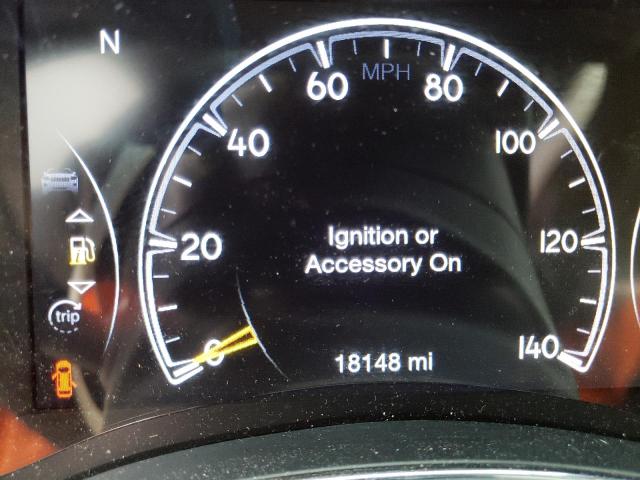 N
MPH
60
80
40
100
20
120
Ignition or
Accessory On
trip
0
140
18148 mi